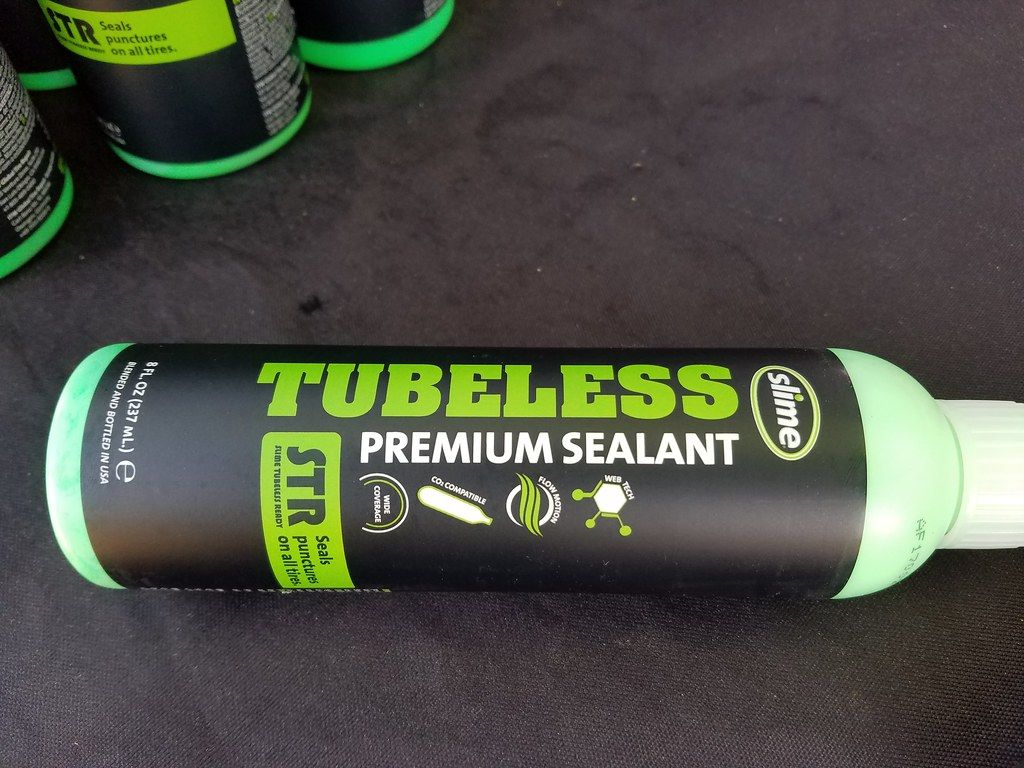 STR
Seals
punctures
on all tires.
TUBELESS
slime
PREMIUM SEALANT
STR
SLIME TUBELESS READY
Seals
punctures
on all tires.
WIDE
COVERAGE
CO₂ COMPATIBLE
FLOW MOTION
WEB TECH
8 FL.OZ (237 ML.) ℮
BLENDED AND BOTTLED IN USA